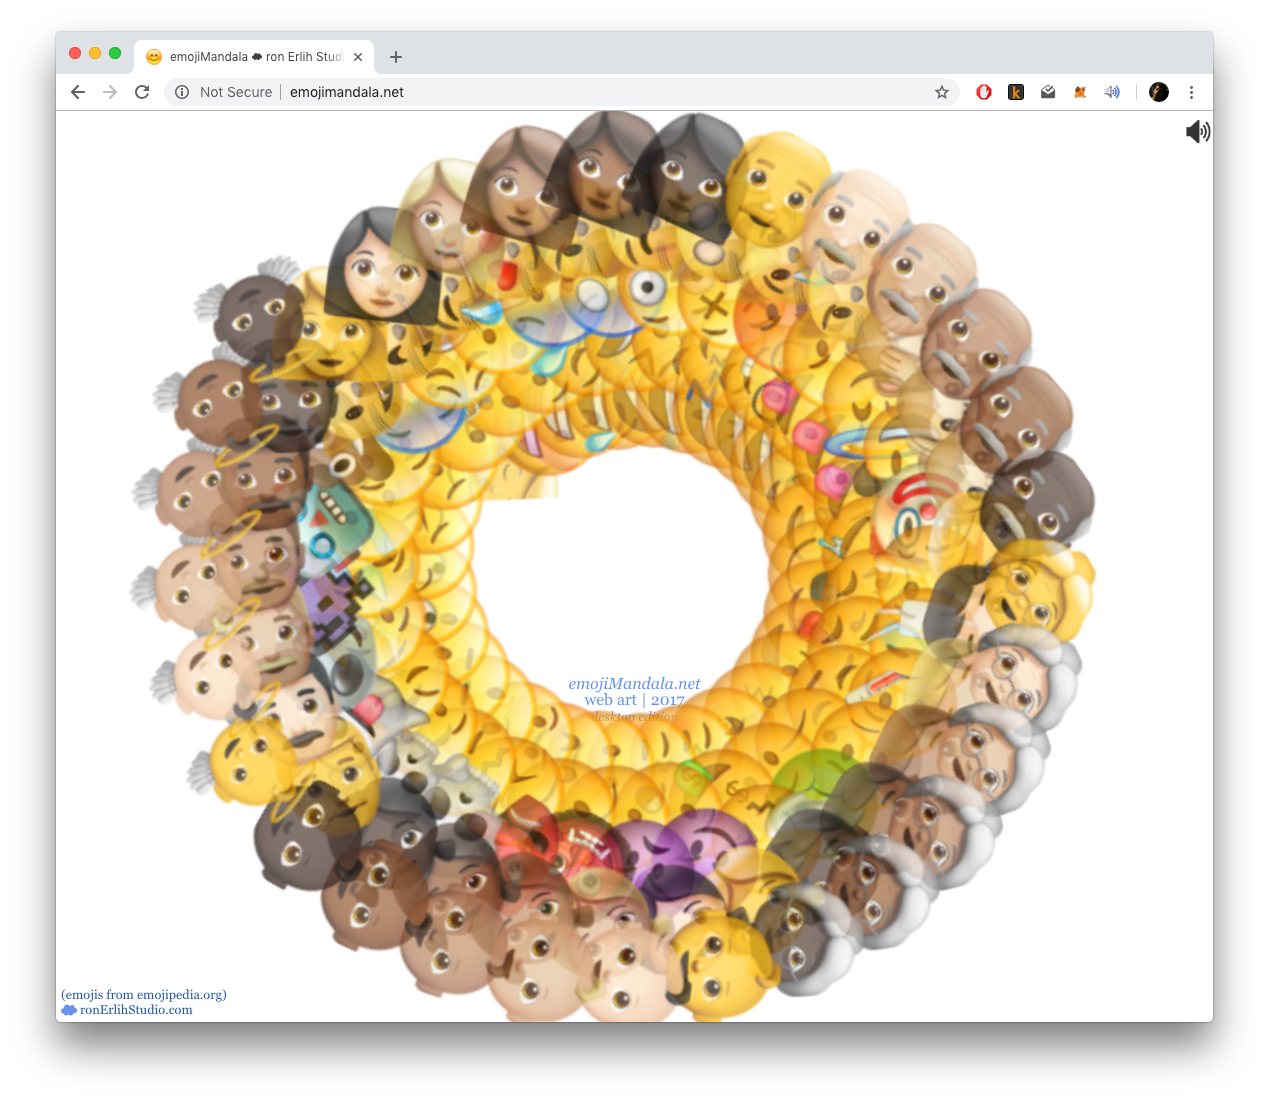 emojiMandala ron Erlih Studi
Not Secure
emojimandala.net
k
emojiMandala.net
web art | 2017
desktop edition
(emojis from emojipedia.org)
ronErlihStudio.com